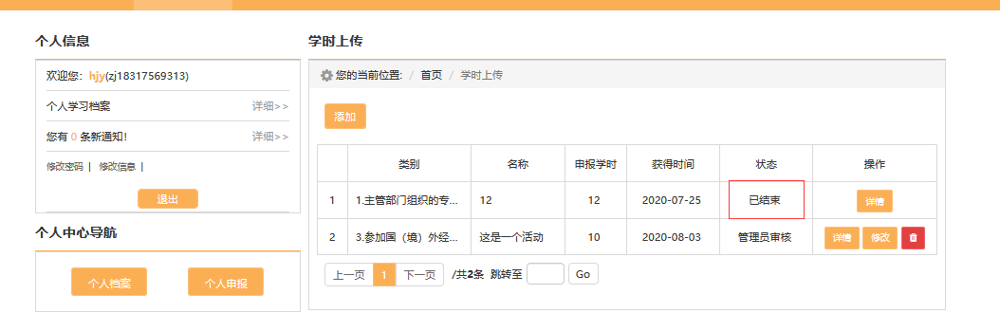 个人信息
欢迎您：hjy(zj18317569313)
个人学习档案 详细>>
您有 0 条新通知! 详细>>
修改密码 | 修改信息 |
退出
个人中心导航
个人档案 个人申报
学时上传
您的当前位置: / 首页 / 学时上传
添加
类别 名称 申报学时 获得时间 状态 操作
1 1.主管部门组织的专... 12 12 2020-07-25 已结束 详情
2 3.参加国（境）外经... 这是一个活动 10 2020-08-03 管理员审核 详情 修改
上一页 1 下一页 /共2条 跳转至 Go